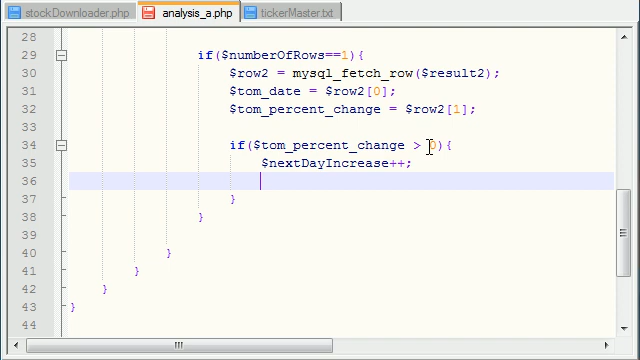 stockDownloader.php analysis_a.php tickerMaster.txt
28
29 if($numberOfRows==1){
30 $row2 = mysql_fetch_row($result2);
31 $tom_date = $row2[0];
32 $tom_percent_change = $row2[1];
33
34 if($tom_percent_change > 0){
35 $nextDayIncrease++;
36
37 }
38 }
39
40 }
41 }
42 }
43 }
44